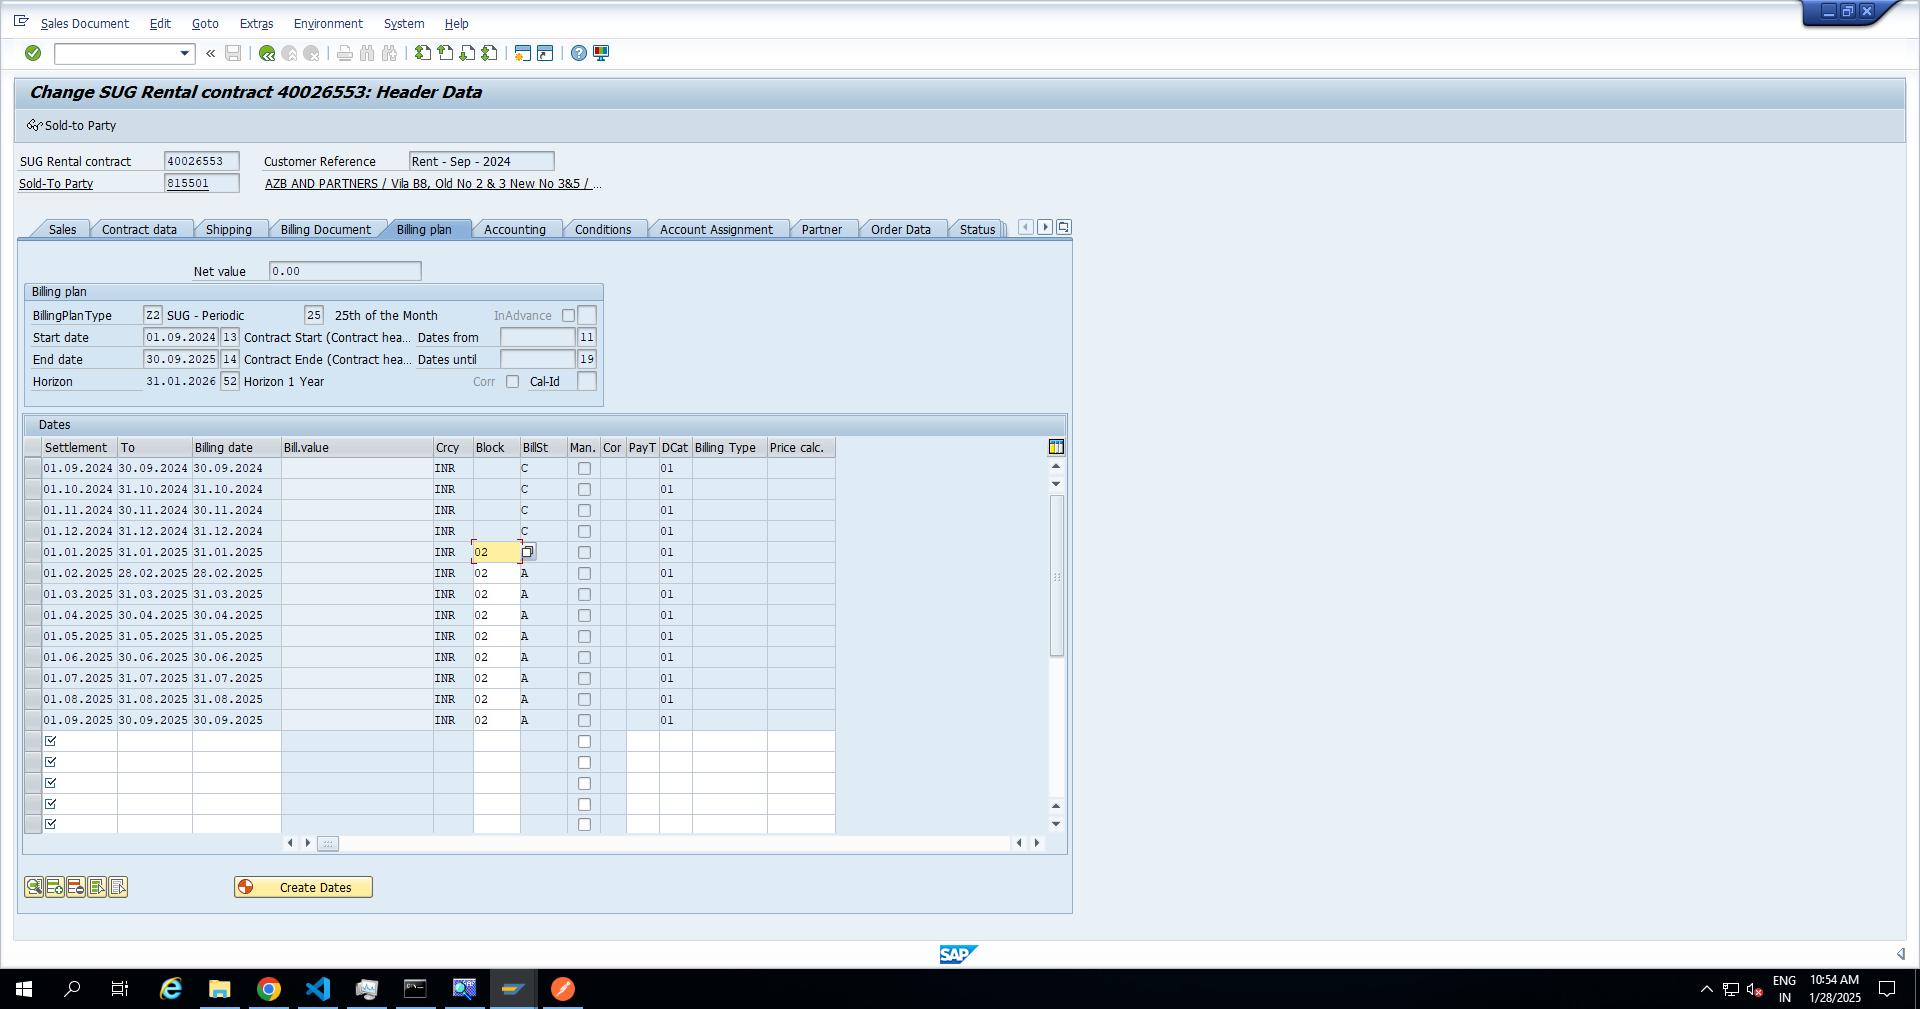 Sales Document Edit Goto Extras Environment System Help
Change SUG Rental contract 40026553: Header Data
Sold-to Party
SUG Rental contract 40026553 Customer Reference Rent - Sep - 2024
Sold-To Party 815501 AZB AND PARTNERS / Vila B8, Old No 2 & 3 New No 3&5 / ...
Sales Contract data Shipping Billing Document Billing plan Accounting Conditions Account Assignment Partner Order Data Status
Net value 0.00
Billing plan
BillingPlanType Z2 SUG - Periodic 25 25th of the Month InAdvance
Start date 01.09.2024 13 Contract Start (Contract hea... Dates from 11
End date 30.09.2025 14 Contract Ende (Contract hea... Dates until 19
Horizon 31.01.2026 52 Horizon 1 Year Corr Cal-Id
Dates
Settlement To Billing date Bill.value Crcy Block BillSt Man. Cor PayT DCat Billing Type Price calc.
01.09.2024 30.09.2024 30.09.2024 INR C 01
01.10.2024 31.10.2024 31.10.2024 INR C 01
01.11.2024 30.11.2024 30.11.2024 INR C 01
01.12.2024 31.12.2024 31.12.2024 INR C 01
01.01.2025 31.01.2025 31.01.2025 INR 02 01
01.02.2025 28.02.2025 28.02.2025 INR 02 A 01
01.03.2025 31.03.2025 31.03.2025 INR 02 A 01
01.04.2025 30.04.2025 30.04.2025 INR 02 A 01
01.05.2025 31.05.2025 31.05.2025 INR 02 A 01
01.06.2025 30.06.2025 30.06.2025 INR 02 A 01
01.07.2025 31.07.2025 31.07.2025 INR 02 A 01
01.08.2025 31.08.2025 31.08.2025 INR 02 A 01
01.09.2025 30.09.2025 30.09.2025 INR 02 A 01
Create Dates
SAP
ENG 10:54 AM
IN 1/28/2025